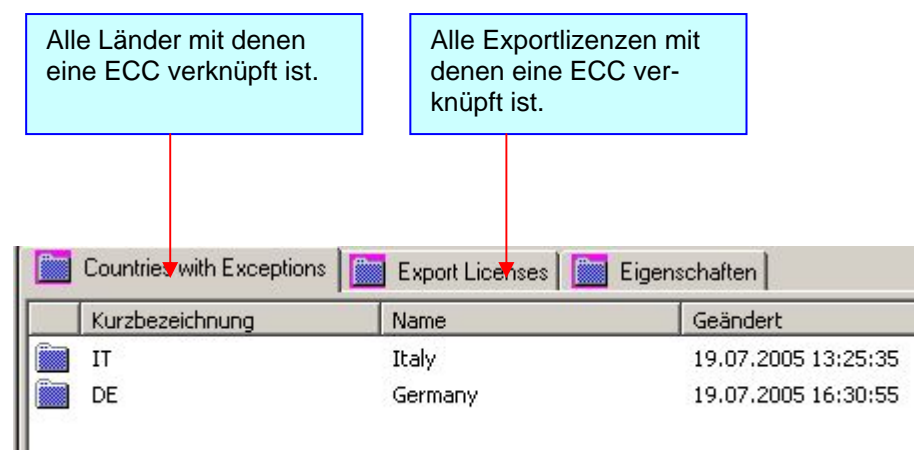 Alle Länder mit denen
eine ECC verknüpft ist.
Alle Exportlizenzen mit
denen eine ECC ver-
knüpft ist.
Countries with Exceptions Export Licenses Eigenschaften
Kurzbezeichnung Name Geändert
IT Italy 19.07.2005 13:25:35
DE Germany 19.07.2005 16:30:55